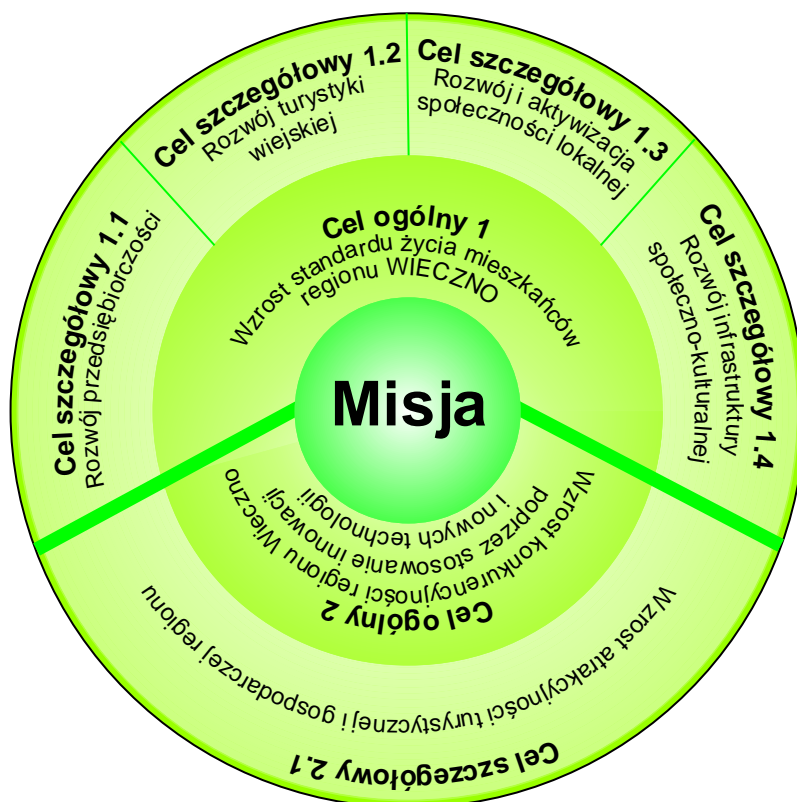 Cel szczegółowy 1.1
Rozwój przedsiębiorczości
Cel szczegółowy 1.2
Rozwój turystyki
wiejskiej
Cel szczegółowy 1.3
Rozwój i aktywizacja
społeczności lokalnej
Cel szczegółowy 1.4
Rozwój infrastruktury
społeczno-kulturalnej
Cel ogólny 1
Wzrost standardu życia mieszkańców
regionu WIECZNO
Misja
Cel ogólny 2
Wzrost konkurencyjności regionu Wieczno
poprzez stosowanie innowacji
i nowych technologii
Cel szczegółowy 2.1
Wzrost atrakcyjności turystycznej i gospodarczej regionu